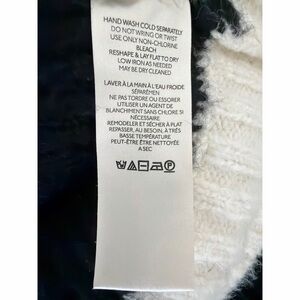 HAND WASH COLD SEPARATELY
DO NOT WRING OR TWIST
USE ONLY NON-CHLORINE
BLEACH
RESHAPE & LAY FLAT TO DRY
LOW IRON AS NEEDED
MAY BE DRY CLEANED
LAVER À LA MAIN À L'EAU FROIDE
SÉPARÉMEN
NE PAS TORDRE OU ESSORER
UTILISER UN AGENT DE
BLANCHIMENT SANS CHLORE SI
NÉCESSAIRE
REMODELER ET SÉCHER À PLAT
REPASSER, AU BESOIN, À TRÈS
BASSE TEMPÉRATURE
PEUT-ÊTRE ÊTRE NETTOYÉE
A SEC